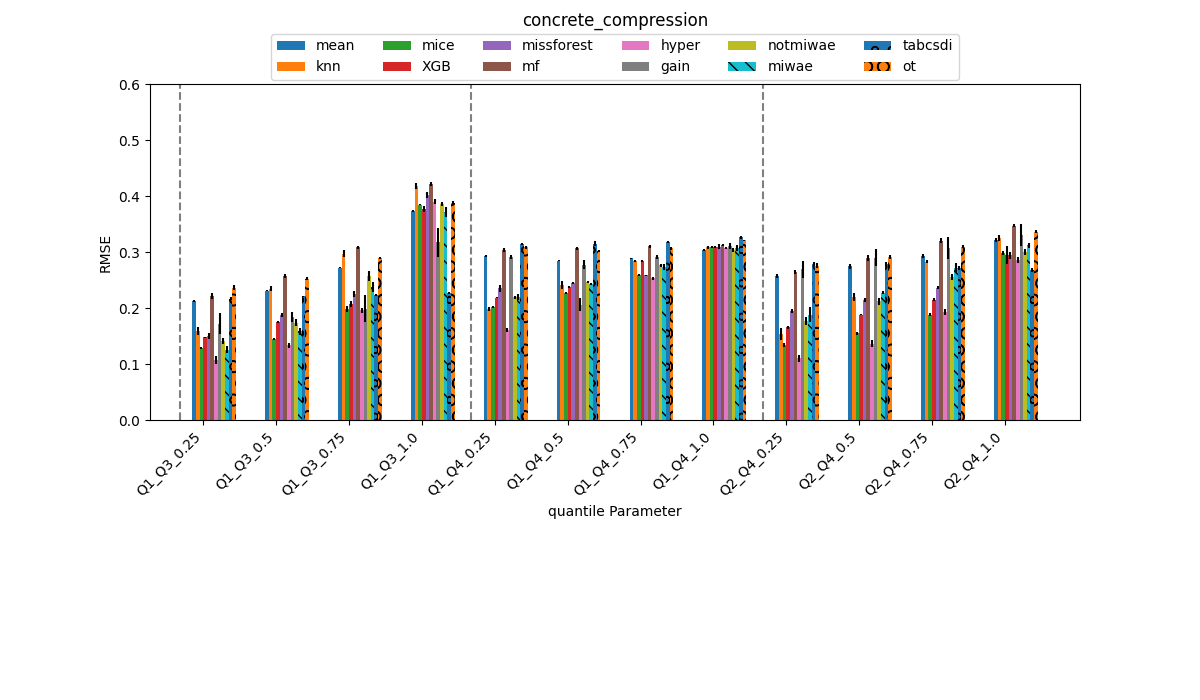 concrete_compression
mean mice missforest hyper notmiwae tabcsdi
knn XGB mf gain miwae ot
0.6
0.5
0.4
0.3
0.2
0.1
0.0
RMSE
Q1_Q3_0.25 Q1_Q3_0.5 Q1_Q3_0.75 Q1_Q3_1.0 Q1_Q4_0.25 Q1_Q4_0.5 Q1_Q4_0.75 Q1_Q4_1.0 Q2_Q4_0.25 Q2_Q4_0.5 Q2_Q4_0.75 Q2_Q4_1.0
quantile Parameter